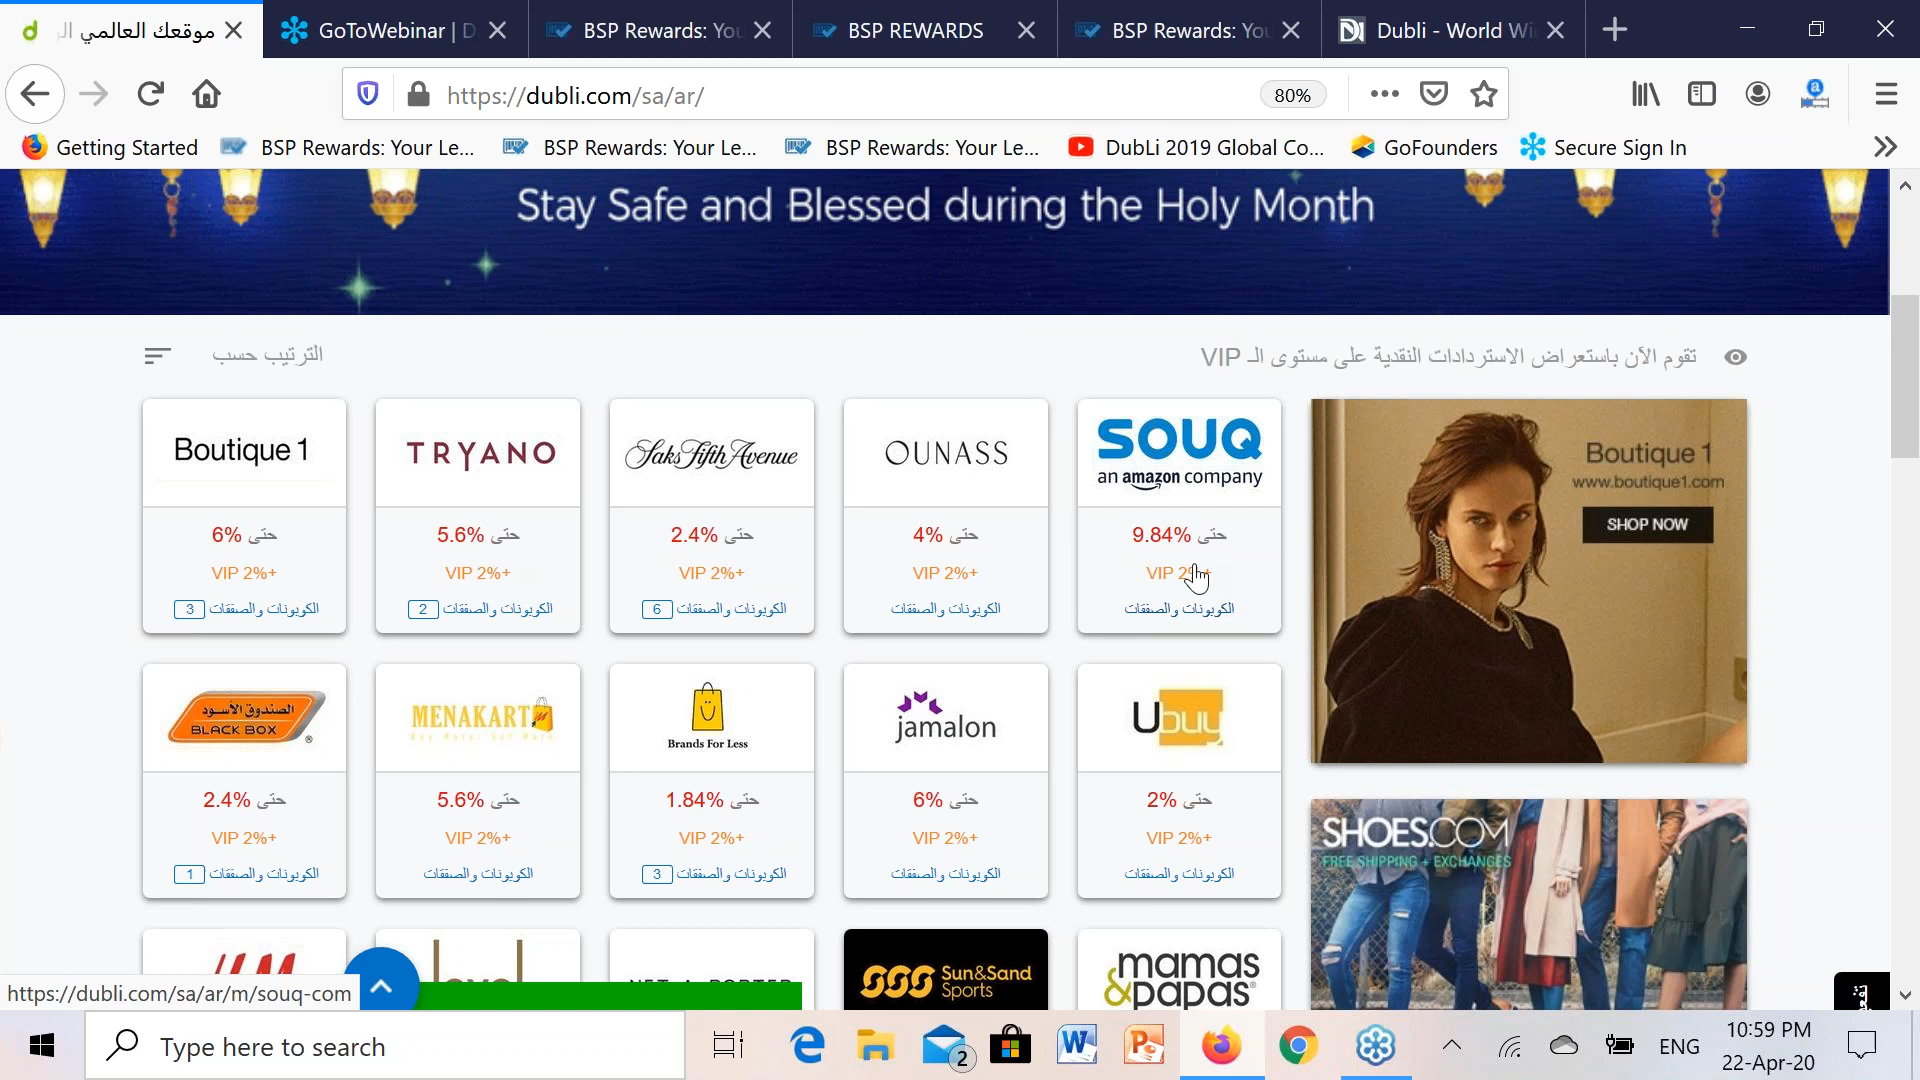 موقعك العالمي الر
GoToWebinar | D
BSP Rewards: You
BSP REWARDS
BSP Rewards: You
Dubli - World Wi
https://dubli.com/sa/ar/
80%
Getting Started
BSP Rewards: Your Le...
BSP Rewards: Your Le...
BSP Rewards: Your Le...
DubLi 2019 Global Co...
GoFounders
Secure Sign In
Stay Safe and Blessed during the Holy Month
تقوم الآن باستعراض الاستردادات النقدية على مستوى الـ VIP
الترتيب حسب
Boutique 1
TRYANO
Saks Fifth Avenue
OUNASS
SOUQ
an amazon company
حتى 6%
حتى 5.6%
حتى 2.4%
حتى 4%
حتى 9.84%
VIP 2%+
VIP 2%+
VIP 2%+
VIP 2%+
VIP 2%+
الكوبونات والصفقات 3
الكوبونات والصفقات 2
الكوبونات والصفقات 6
الكوبونات والصفقات
الكوبونات والصفقات
Boutique 1
www.boutique1.com
SHOP NOW
الصندوق الأسود
BLACK BOX
MENAKART
Buy More, Get More
Brands For Less
jamalon
Ubuy
حتى 2.4%
حتى 5.6%
حتى 1.84%
حتى 6%
حتى 2%
VIP 2%+
VIP 2%+
VIP 2%+
VIP 2%+
VIP 2%+
الكوبونات والصفقات 1
الكوبونات والصفقات
الكوبونات والصفقات 3
الكوبونات والصفقات
الكوبونات والصفقات
SHOES.COM
FREE SHIPPING + EXCHANGES
Sun&Sand
Sports
mamas
&papas
https://dubli.com/sa/ar/m/souq-com
Type here to search
2
ENG
10:59 PM
22-Apr-20